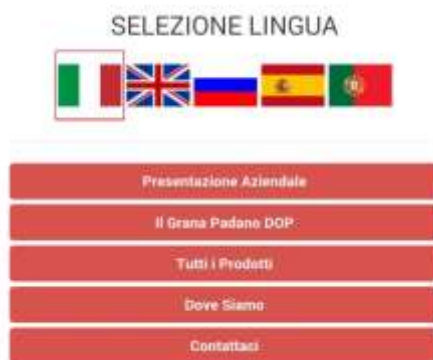 SELEZIONE LINGUA
Presentazione Aziendale
Il Grana Padano DOP
Tutti i Prodotti
Dove Siamo
Contattaci